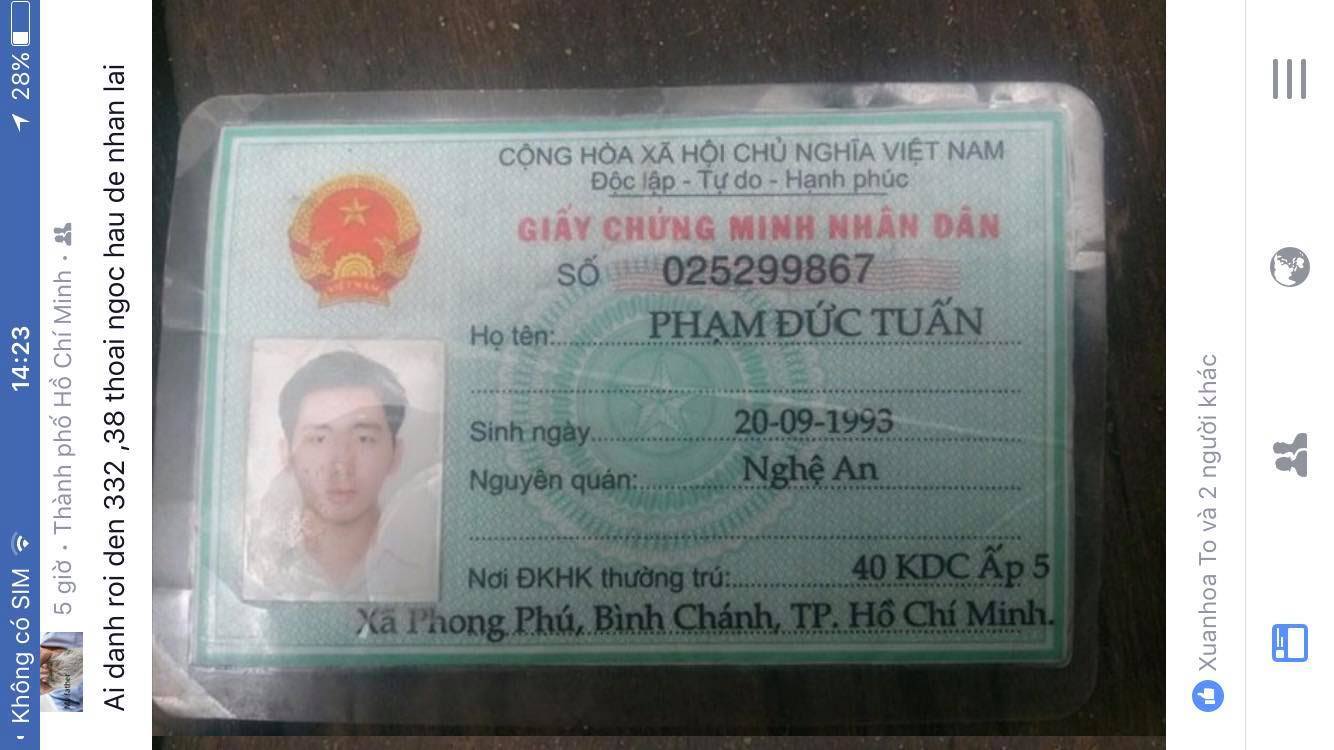 Không có SIM 14:23 28%
5 giờ · Thành phố Hồ Chí Minh ·
Ai danh roi den 332 ,38 thoai ngoc hau de nhan lai
CỘNG HÒA XÃ HỘI CHỦ NGHĨA VIỆT NAM
Độc lập - Tự do - Hạnh phúc
GIẤY CHỨNG MINH NHÂN DÂN
SỐ 025299867
VIỆT NAM
Họ tên: PHẠM ĐỨC TUẤN
Sinh ngày 20-09-1993
Nguyên quán: Nghệ An
Nơi ĐKHK thường trú: 40 KDC Ấp 5
Xã Phong Phú, Bình Chánh, TP. Hồ Chí Minh.
Xuanhoa To và 2 người khác